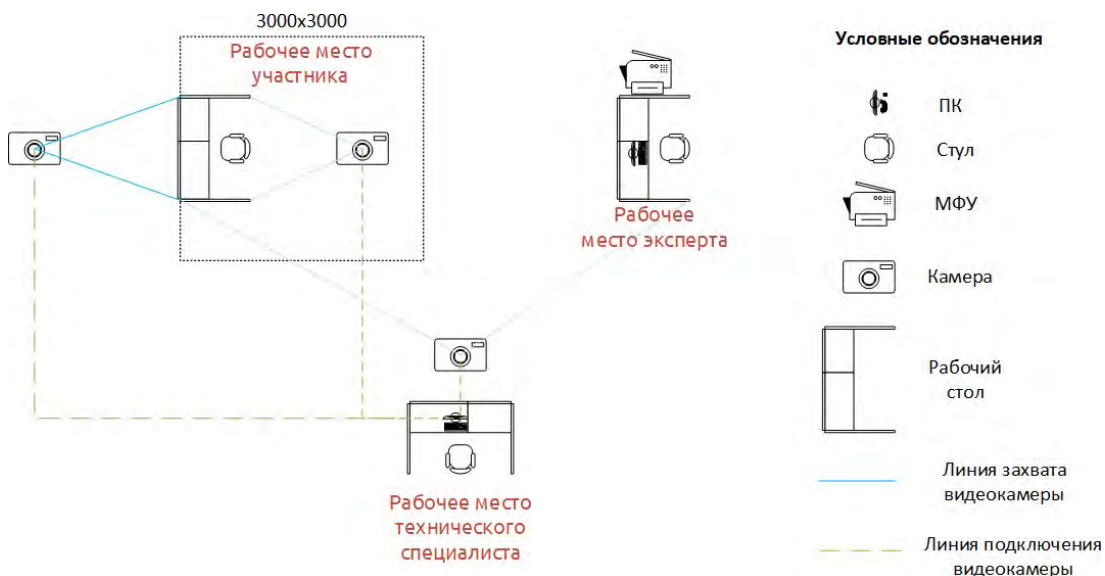 3000x3000
Рабочее место
участника
Рабочее
место эксперта
Рабочее место
технического
специалиста
Условные обозначения
ПК
Стул
МФУ
Камера
Рабочий
стол
Линия захвата
видеокамеры
Линия подключения
видеокамеры